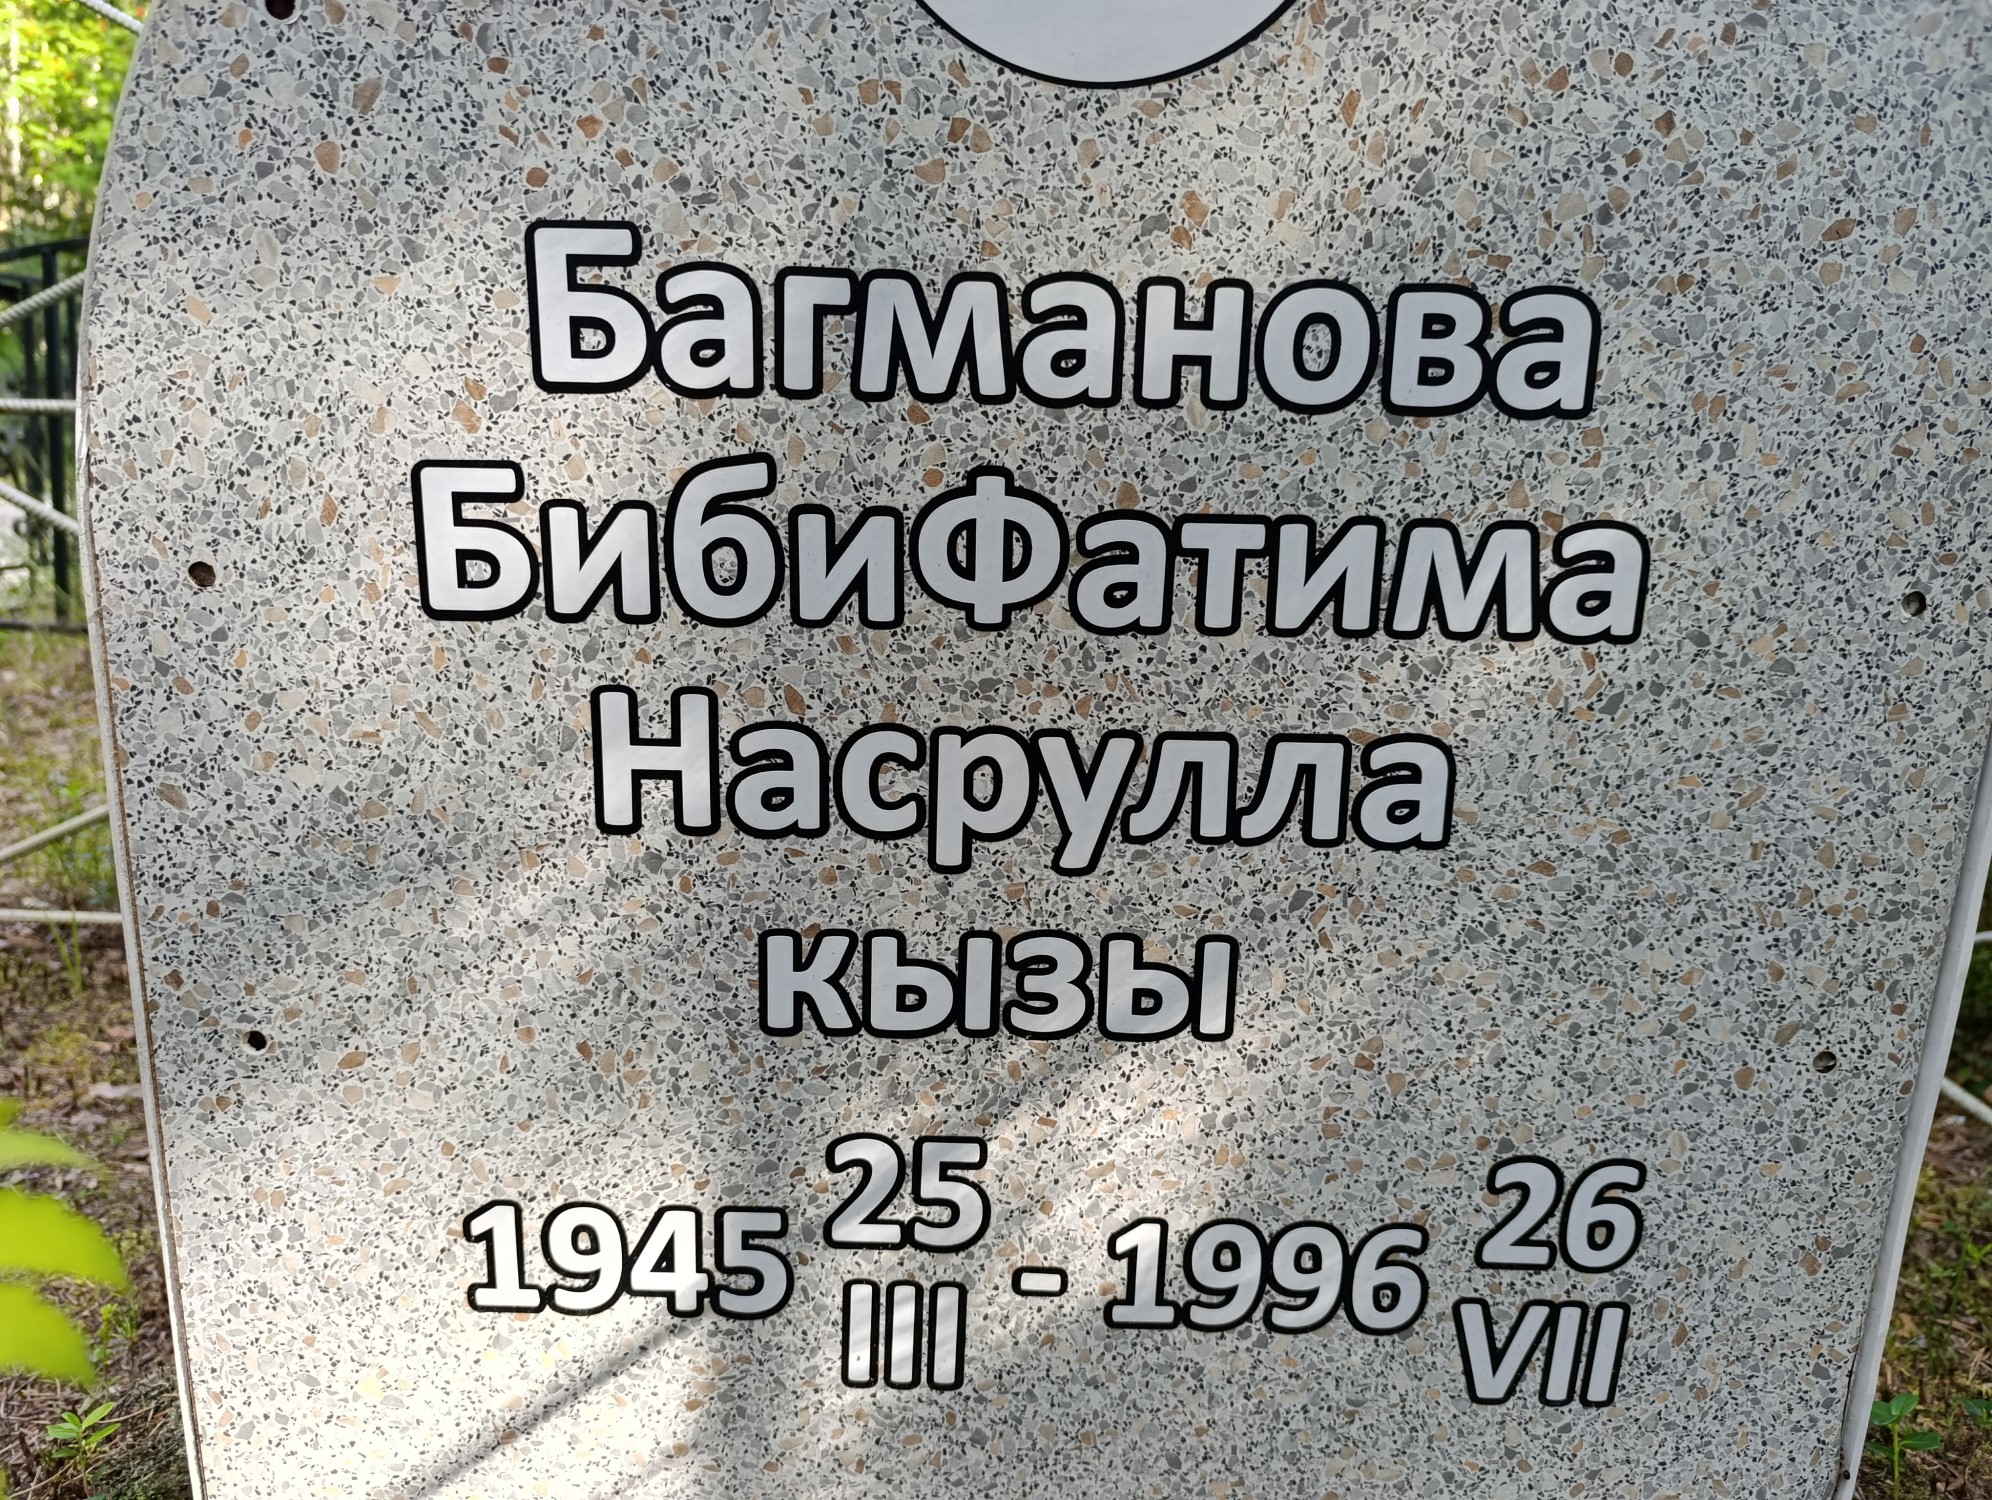 Багманова
БибиФатима
Насрулла
кызы
1945 25 III - 1996 26 VII